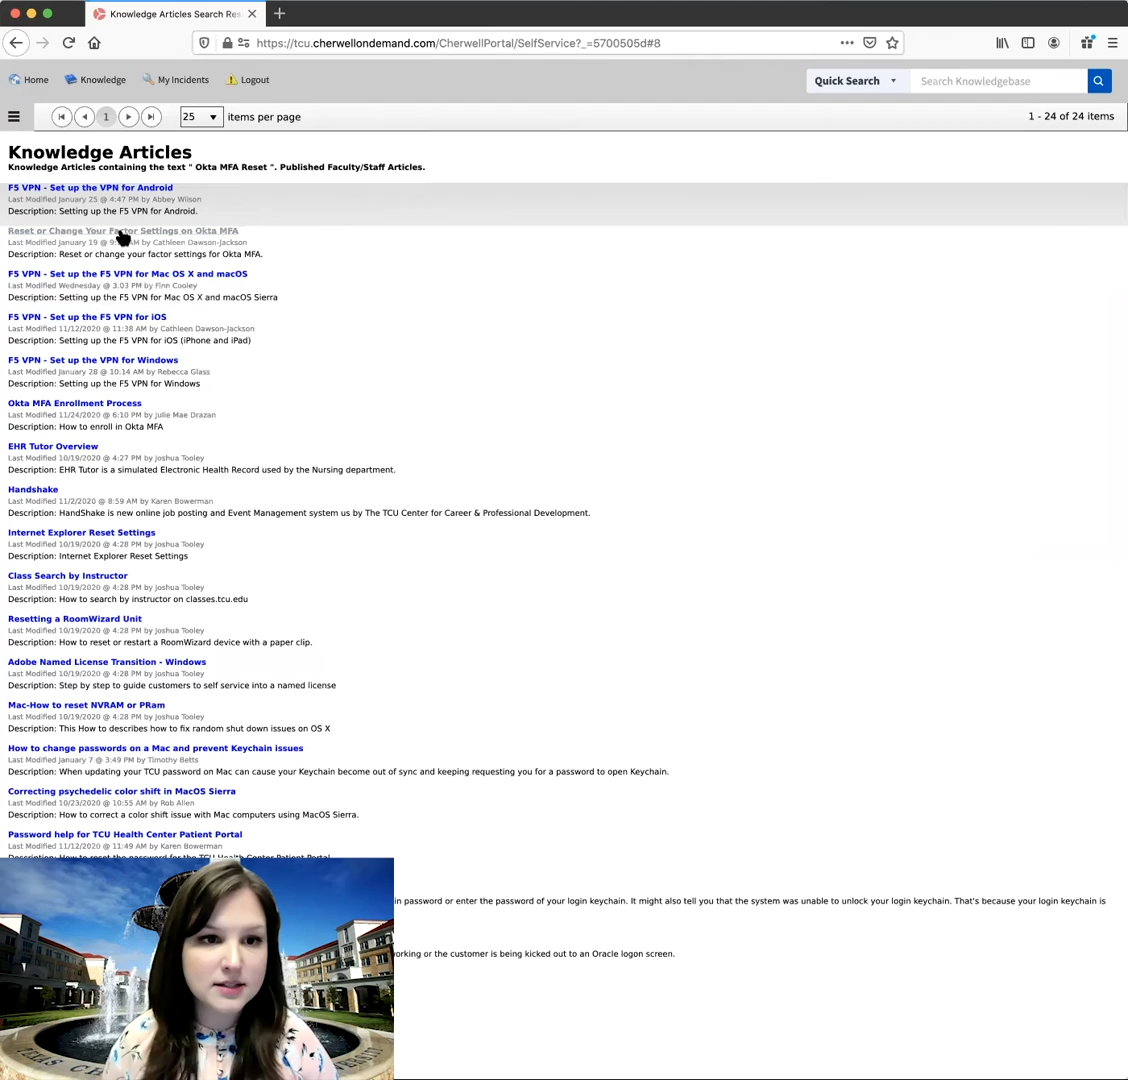 Knowledge Articles Search Res
https://tcu.cherwellondemand.com/CherwellPortal/SelfService?_=5700505d#8
Home
Knowledge
My Incidents
Logout
Quick Search
Search Knowledgebase
1
25
items per page
1 - 24 of 24 items
Knowledge Articles
Knowledge Articles containing the text " Okta MFA Reset ". Published Faculty/Staff Articles.
F5 VPN - Set up the VPN for Android
Last Modified January 25 @ 4:47 PM by Abbey Wilson
Description: Setting up the F5 VPN for Android.
Reset or Change Your Factor Settings on Okta MFA
Last Modified January 19 @ AM by Cathleen Dawson-Jackson
Description: Reset or change your factor settings for Okta MFA.
F5 VPN - Set up the F5 VPN for Mac OS X and macOS
Last Modified Wednesday @ 3:03 PM by Finn Cooley
Description: Setting up the F5 VPN for Mac OS X and macOS Sierra
F5 VPN - Set up the F5 VPN for iOS
Last Modified 11/12/2020 @ 11:38 AM by Cathleen Dawson-Jackson
Description: Setting up the F5 VPN for iOS (iPhone and iPad)
F5 VPN - Set up the VPN for Windows
Last Modified January 28 @ 10:14 AM by Rebecca Glass
Description: Setting up the F5 VPN for Windows
Okta MFA Enrollment Process
Last Modified 11/24/2020 @ 6:10 PM by Julie Mae Drazan
Description: How to enroll in Okta MFA
EHR Tutor Overview
Last Modified 10/19/2020 @ 4:27 PM by Joshua Tooley
Description: EHR Tutor is a simulated Electronic Health Record used by the Nursing department.
Handshake
Last Modified 11/2/2020 @ 8:59 AM by Karen Bowerman
Description: HandShake is new online job posting and Event Management system us by The TCU Center for Career & Professional Development.
Internet Explorer Reset Settings
Last Modified 10/19/2020 @ 4:28 PM by Joshua Tooley
Description: Internet Explorer Reset Settings
Class Search by Instructor
Last Modified 10/19/2020 @ 4:28 PM by Joshua Tooley
Description: How to search by instructor on classes.tcu.edu
Resetting a RoomWizard Unit
Last Modified 10/19/2020 @ 4:28 PM by Joshua Tooley
Description: How to reset or restart a RoomWizard device with a paper clip.
Adobe Named License Transition - Windows
Last Modified 10/19/2020 @ 4:28 PM by Joshua Tooley
Description: Step by step to guide customers to self service into a named license
Mac-How to reset NVRAM or PRam
Last Modified 10/19/2020 @ 4:28 PM by Joshua Tooley
Description: This How to describes how to fix random shut down issues on OS X
How to change passwords on a Mac and prevent Keychain issues
Last Modified January 7 @ 3:49 PM by Timothy Betts
Description: When updating your TCU password on Mac can cause your Keychain become out of sync and keeping requesting you for a password to open Keychain.
Correcting psychedelic color shift in MacOS Sierra
Last Modified 10/23/2020 @ 10:55 AM by Rob Allen
Description: How to correct a color shift issue with Mac computers using MacOS Sierra.
Password help for TCU Health Center Patient Portal
Last Modified 11/12/2020 @ 11:49 AM by Karen Bowerman
Description: How to reset the password for the TCU Health Center Patient Portal
in password or enter the password of your login keychain. It might also tell you that the system was unable to unlock your login keychain. That's because your login keychain is
orking or the customer is being kicked out to an Oracle logon screen.